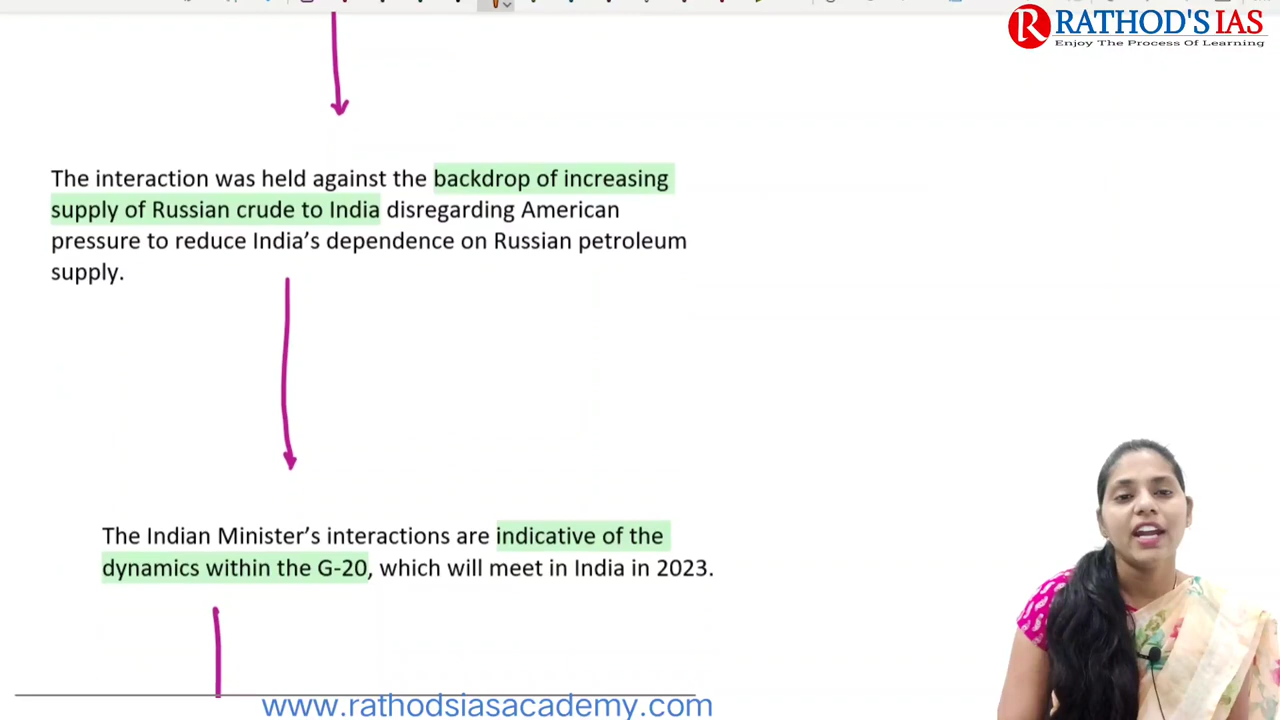 R RATHOD'S IAS
Enjoy The Process Of Learning
The interaction was held against the backdrop of increasing
supply of Russian crude to India disregarding American
pressure to reduce India’s dependence on Russian petroleum
supply.
The Indian Minister’s interactions are indicative of the
dynamics within the G-20, which will meet in India in 2023.
www.rathodsiasacademy.com